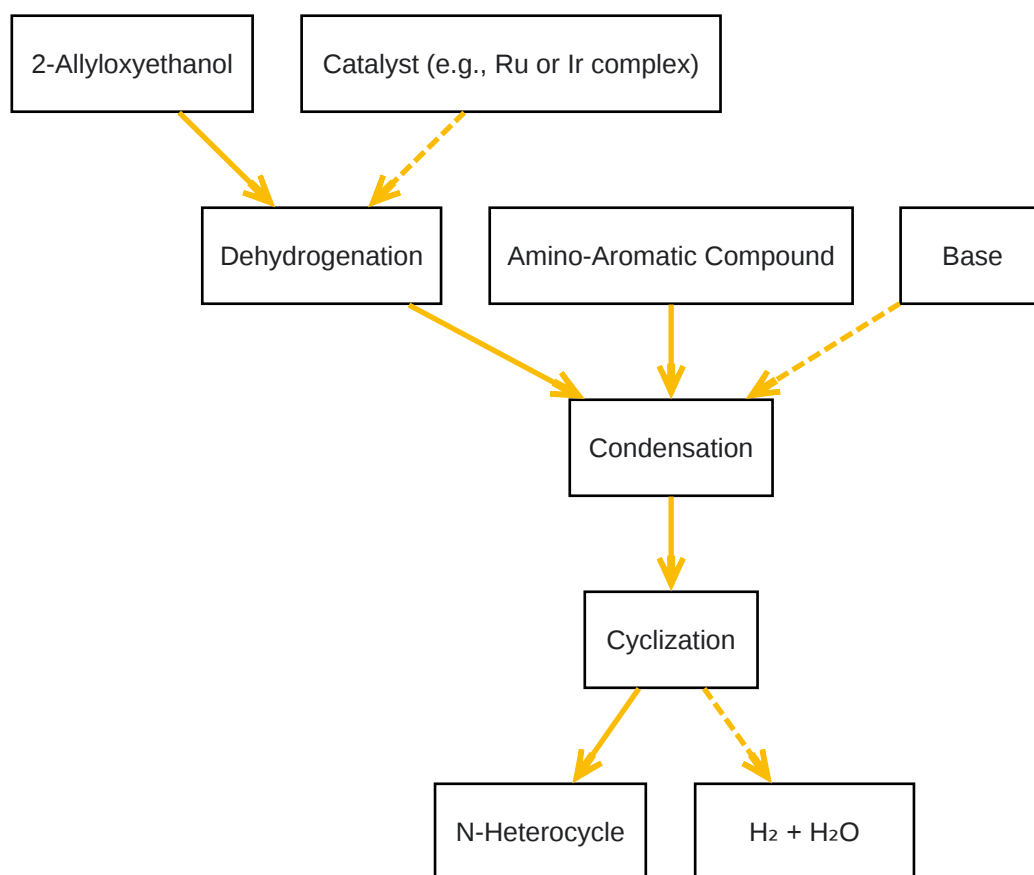 2-Allyloxyethanol
Catalyst (e.g., Ru or Ir complex)
Dehydrogenation
Amino-Aromatic Compound
Base
Condensation
Cyclization
N-Heterocycle
H₂ + H₂O